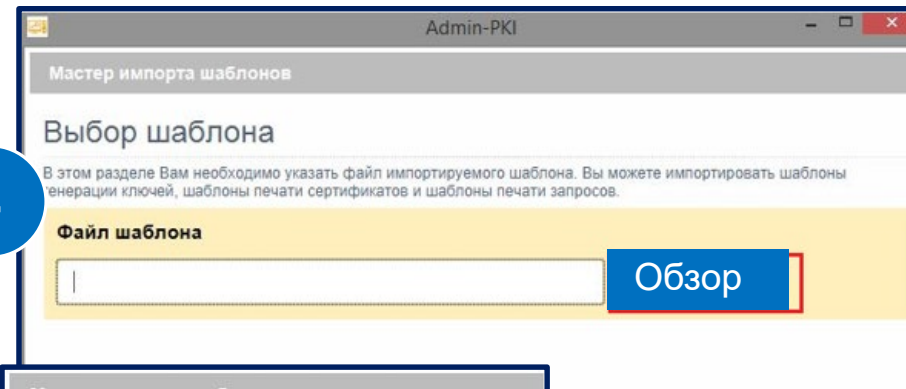 Admin-PKI
Мастер импорта шаблонов
Выбор шаблона
В этом разделе Вам необходимо указать файл импортируемого шаблона. Вы можете импортировать шаблоны
генерации ключей, шаблоны печати сертификатов и шаблоны печати запросов.
Файл шаблона
Обзор